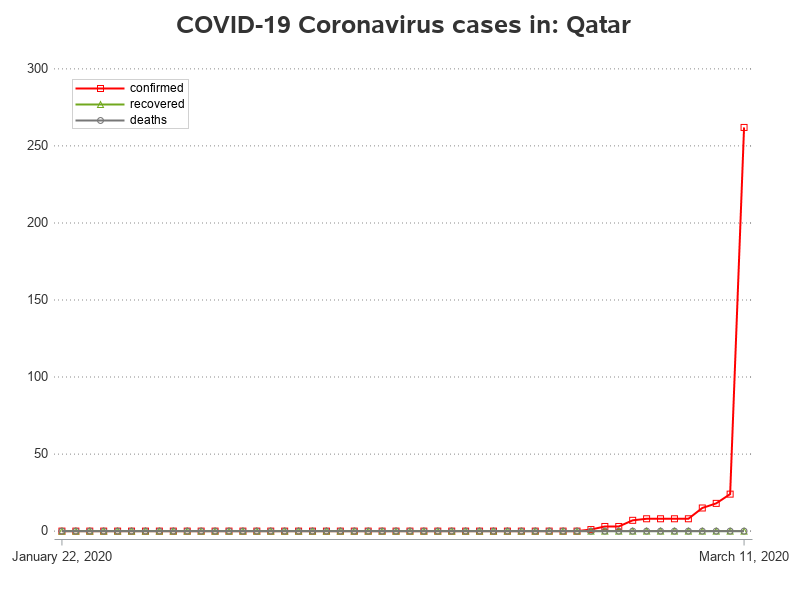 COVID-19 Coronavirus cases in: Qatar
300
confirmed
recovered
deaths
250
200
150
100
50
0
January 22, 2020
March 11, 2020